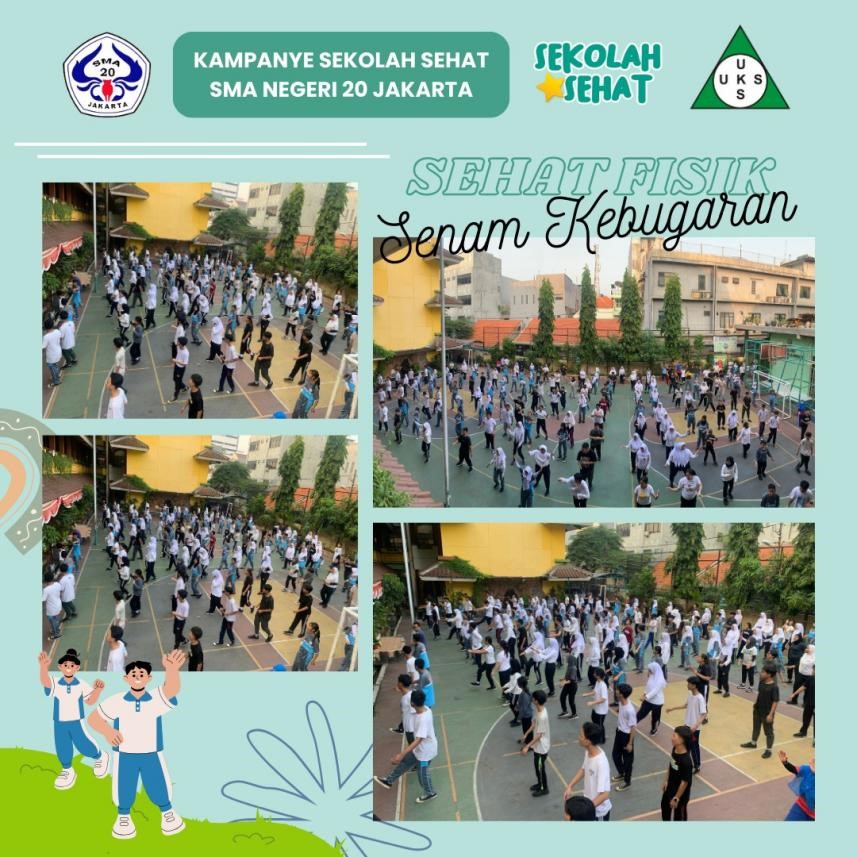 SMA
20
JAKARTA
KAMPANYE SEKOLAH SEHAT
SMA NEGERI 20 JAKARTA
SEKOLAH
SEHAT
U
U K S
S
SEHAT FISIK
Senam Kebugaran